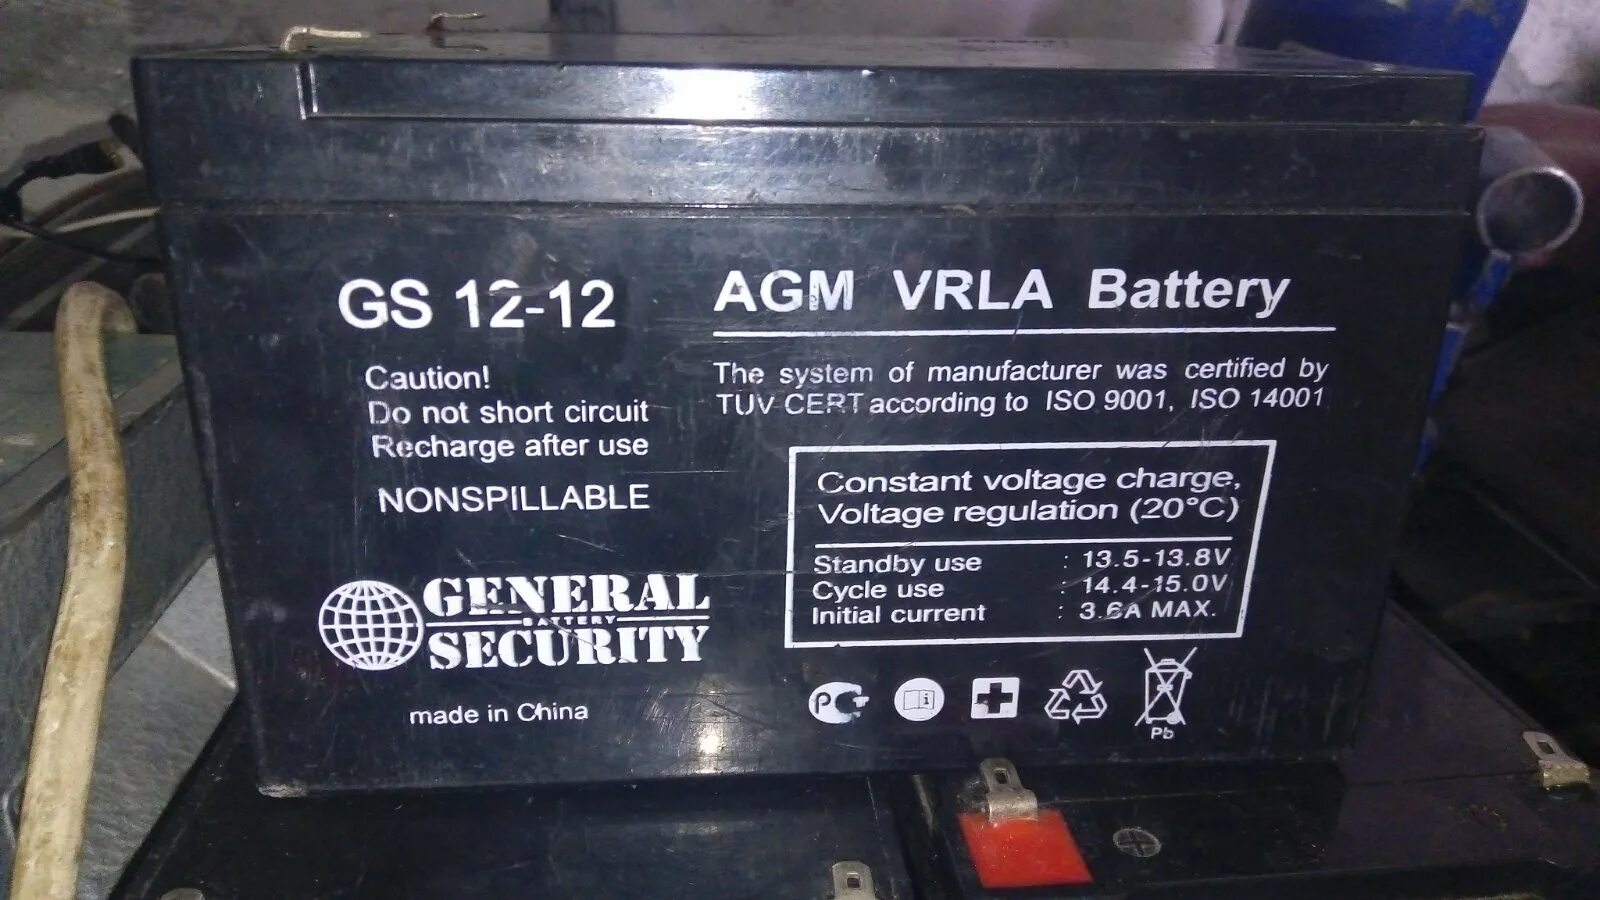 GS 12-12
Caution!
Do not short circuit
Recharge after use
NONSPILLABLE
GENERAL
BATTERY
SECURITY
made in China
AGM VRLA Battery
The system of manufacturer was certified by
TUV CERT according to ISO 9001, ISO 14001
Constant voltage charge,
Voltage regulation (20°C)
Standby use : 13.5-13.8V
Cycle use : 14.4-15.0V
Initial current : 3.6A MAX.
Pb